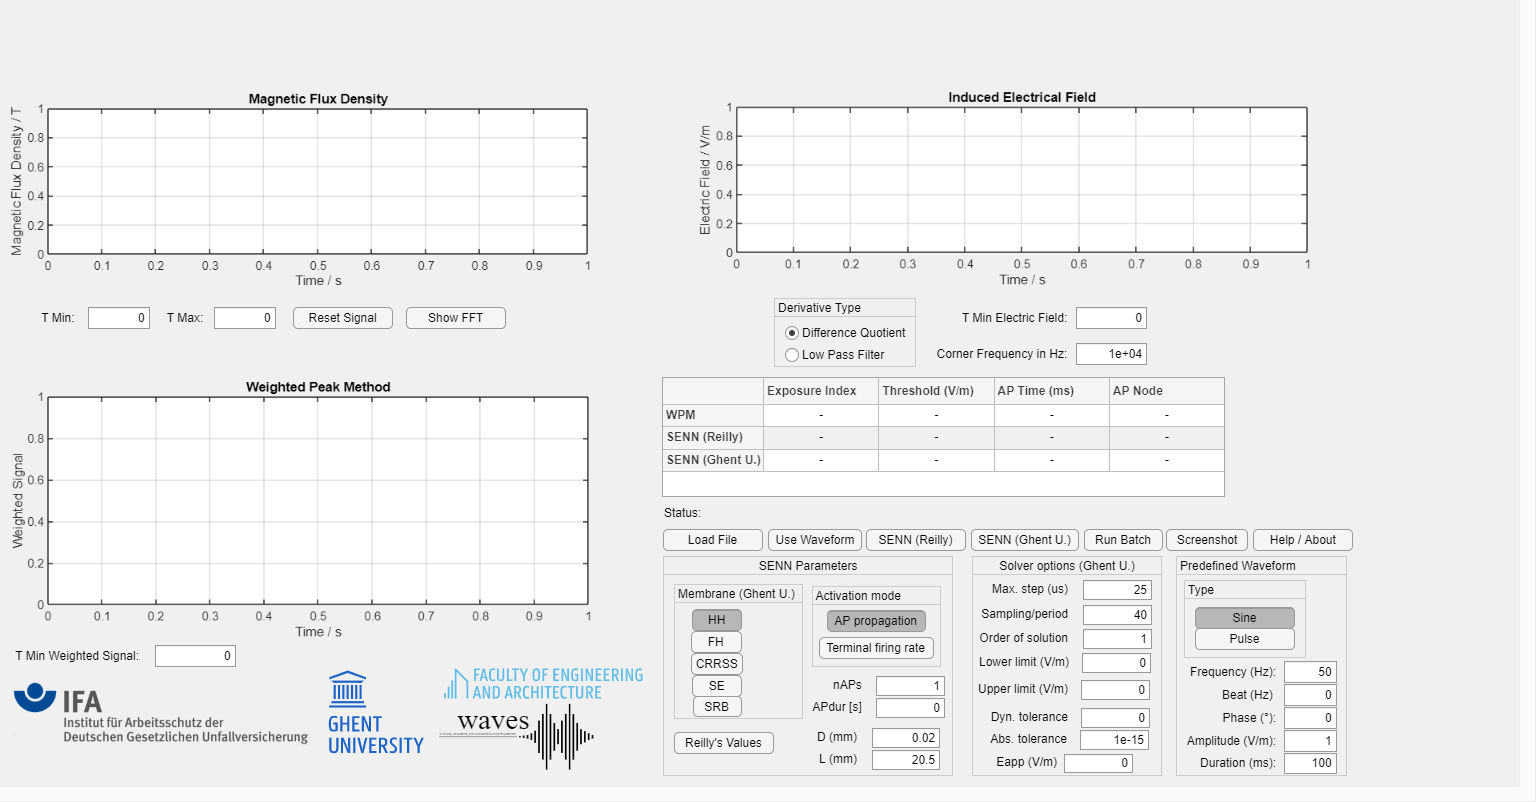 Magnetic Flux Density
Magnetic Flux Density / T
1
0.8
0.6
0.4
0.2
0
0 0.1 0.2 0.3 0.4 0.5 0.6 0.7 0.8 0.9 1
Time / s
T Min: 0 T Max: 0 Reset Signal Show FFT
Induced Electrical Field
Electric Field / V/m
1
0.8
0.6
0.4
0.2
0
0 0.1 0.2 0.3 0.4 0.5 0.6 0.7 0.8 0.9 1
Time / s
Derivative Type
Difference Quotient
Low Pass Filter
T Min Electric Field: 0
Corner Frequency in Hz: 1e+04
Weighted Peak Method
Weighted Signal
1
0.8
0.6
0.4
0.2
0
0 0.1 0.2 0.3 0.4 0.5 0.6 0.7 0.8 0.9 1
Time / s
T Min Weighted Signal: 0
Exposure Index Threshold (V/m) AP Time (ms) AP Node
WPM - - - -
SENN (Reilly) - - - -
SENN (Ghent U.) - - - -
Status:
Load File Use Waveform SENN (Reilly) SENN (Ghent U.) Run Batch Screenshot Help / About
SENN Parameters
Membrane (Ghent U.)
HH
FH
CRRSS
SE
SRB
Reilly's Values
Activation mode
AP propagation
Terminal firing rate
nAPs 1
APdur [s] 0
D (mm) 0.02
L (mm) 20.5
Solver options (Ghent U.)
Max. step (us) 25
Sampling/period 40
Order of solution 1
Lower limit (V/m) 0
Upper limit (V/m) 0
Dyn. tolerance 0
Abs. tolerance 1e-15
Eapp (V/m) 0
Predefined Waveform
Type
Sine
Pulse
Frequency (Hz): 50
Beat (Hz) 0
Phase (°): 0
Amplitude (V/m): 1
Duration (ms): 100
IFA
Institut für Arbeitsschutz der
Deutschen Gesetzlichen Unfallversicherung
GHENT
UNIVERSITY
FACULTY OF ENGINEERING
AND ARCHITECTURE
waves